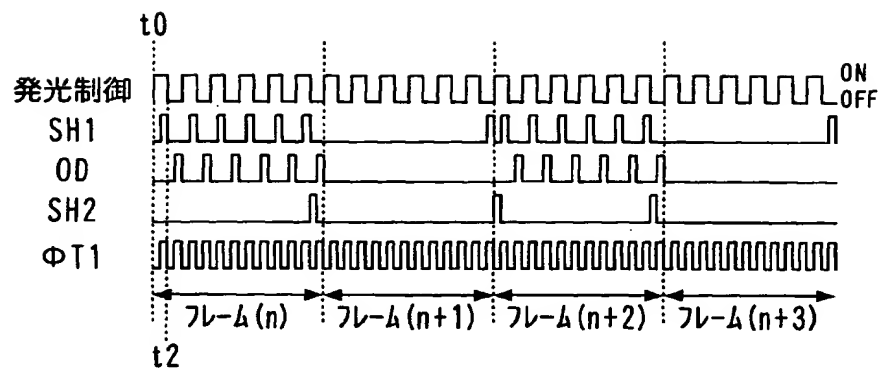 t0
発光制御
ON
OFF
SH1
OD
SH2
ΦT1
フレーム(n) フレーム(n+1) フレーム(n+2) フレーム(n+3)
t2